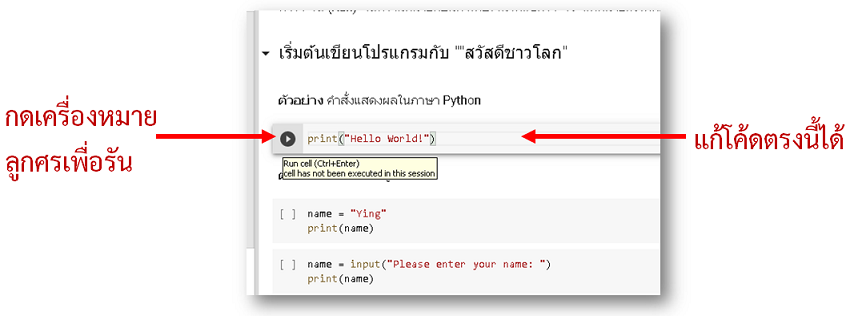 เริ่มต้นเขียนโปรแกรมกับ ""สวัสดีชาวโลก"
ตัวอย่าง คำสั่งแสดงผลในภาษา Python
กดเครื่องหมาย
ลูกศรเพื่อรัน
print("Hello World!")
แก้โค้ดตรงนี้ได้
Run cell (Ctrl+Enter)
cell has not been executed in this session
[ ] name = "Ying"
print(name)
[ ] name = input("Please enter your name: ")
print(name)